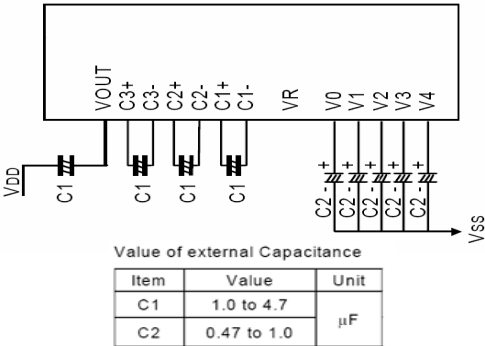 VOUT
C3+
C3-
C2+
C2-
C1+
C1-
VR
V0
V1
V2
V3
V4
VDD
C1
C1
C1
C1
C2 - +
C2 - +
C2 - +
C2 - +
C2 - +
VSS
Value of external Capacitance
Item Value Unit
C1 1.0 to 4.7 µF
C2 0.47 to 1.0